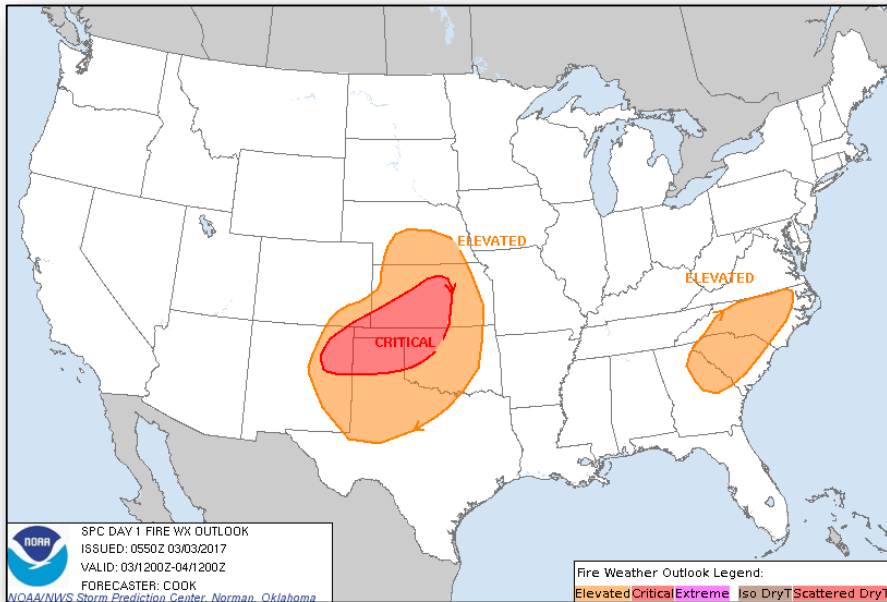 ELEVATED
ELEVATED
CRITICAL
NOAA
SPC DAY 1 FIRE WX OUTLOOK
ISSUED: 0550Z 03/03/2017
VALID: 03/1200Z-04/1200Z
FORECASTER: COOK
NOAA/NWS Storm Prediction Center, Norman, Oklahoma
Fire Weather Outlook Legend:
Elevated Critical Extreme Iso DryT Scattered DryT